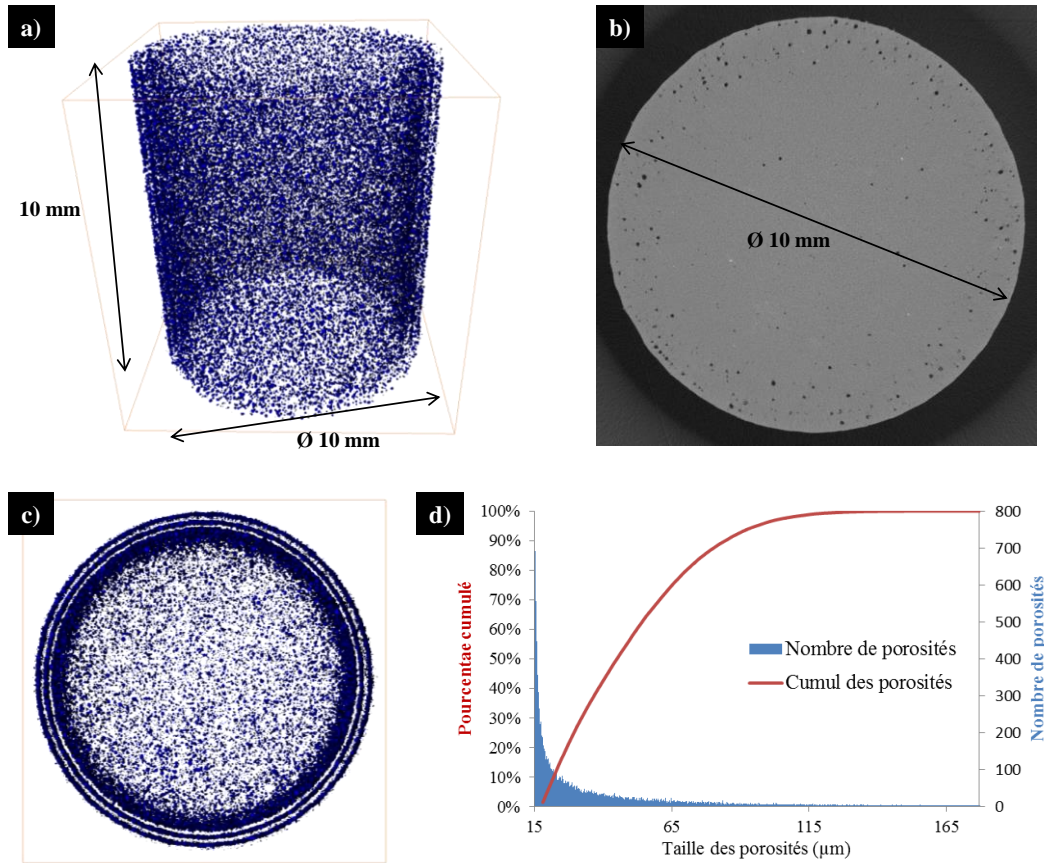 a)
10 mm
Ø 10 mm
b)
Ø 10 mm
c)
d)
Pourcentae cumulé
100%
90%
80%
70%
60%
50%
40%
30%
20%
10%
0%
800
700
600
500
400
300
200
100
0
Nombre de porosités
Nombre de porosités
Cumul des porosités
15
65
115
165
Taille des porosités (µm)